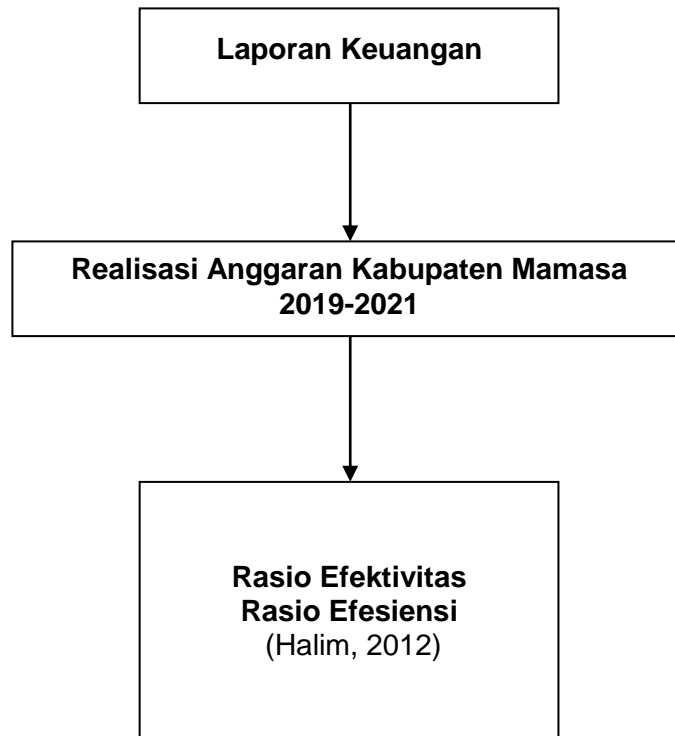 Laporan Keuangan
Realisasi Anggaran Kabupaten Mamasa
2019-2021
Rasio Efektivitas
Rasio Efesiensi
(Halim, 2012)